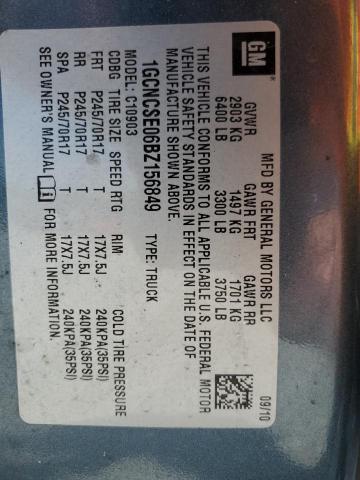 GM
MFD BY GENERAL MOTORS LLC
09/10
GVWR GAWR FRT GAWR RR
2903 KG 1497 KG 1701 KG
6400 LB 3300 LB 3750 LB
THIS VEHICLE CONFORMS TO ALL APPLICABLE U.S. FEDERAL MOTOR
VEHICLE SAFETY STANDARDS IN EFFECT ON THE DATE OF
MANUFACTURE SHOWN ABOVE.
1GCNCSE06BZ156849 TYPE: TRUCK
MODEL: C10903
CDBG TIRE SIZE SPEED RTG RIM COLD TIRE PRESSURE
FRT P245/70R17 T 17X7.5J 240KPA(35PSI)
RR P245/70R17 T 17X7.5J 240KPA(35PSI)
SPA P245/70R17 T 17X7.5J 240KPA(35PSI)
SEE OWNER'S MANUAL i FOR MORE INFORMATION.